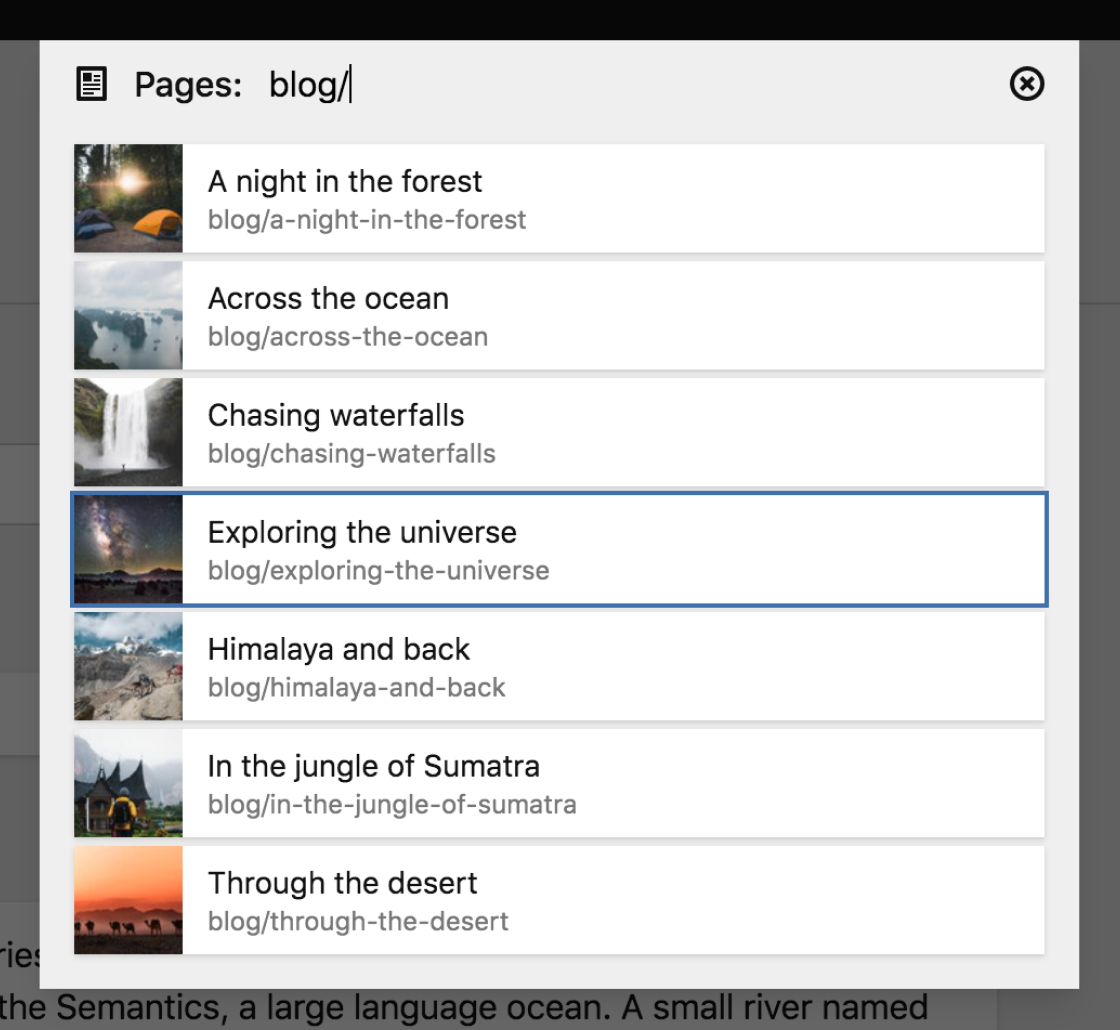 Pages: blog/
A night in the forest
blog/a-night-in-the-forest
Across the ocean
blog/across-the-ocean
Chasing waterfalls
blog/chasing-waterfalls
Exploring the universe
blog/exploring-the-universe
Himalaya and back
blog/himalaya-and-back
In the jungle of Sumatra
blog/in-the-jungle-of-sumatra
Through the desert
blog/through-the-desert
the Semantics, a large language ocean. A small river named